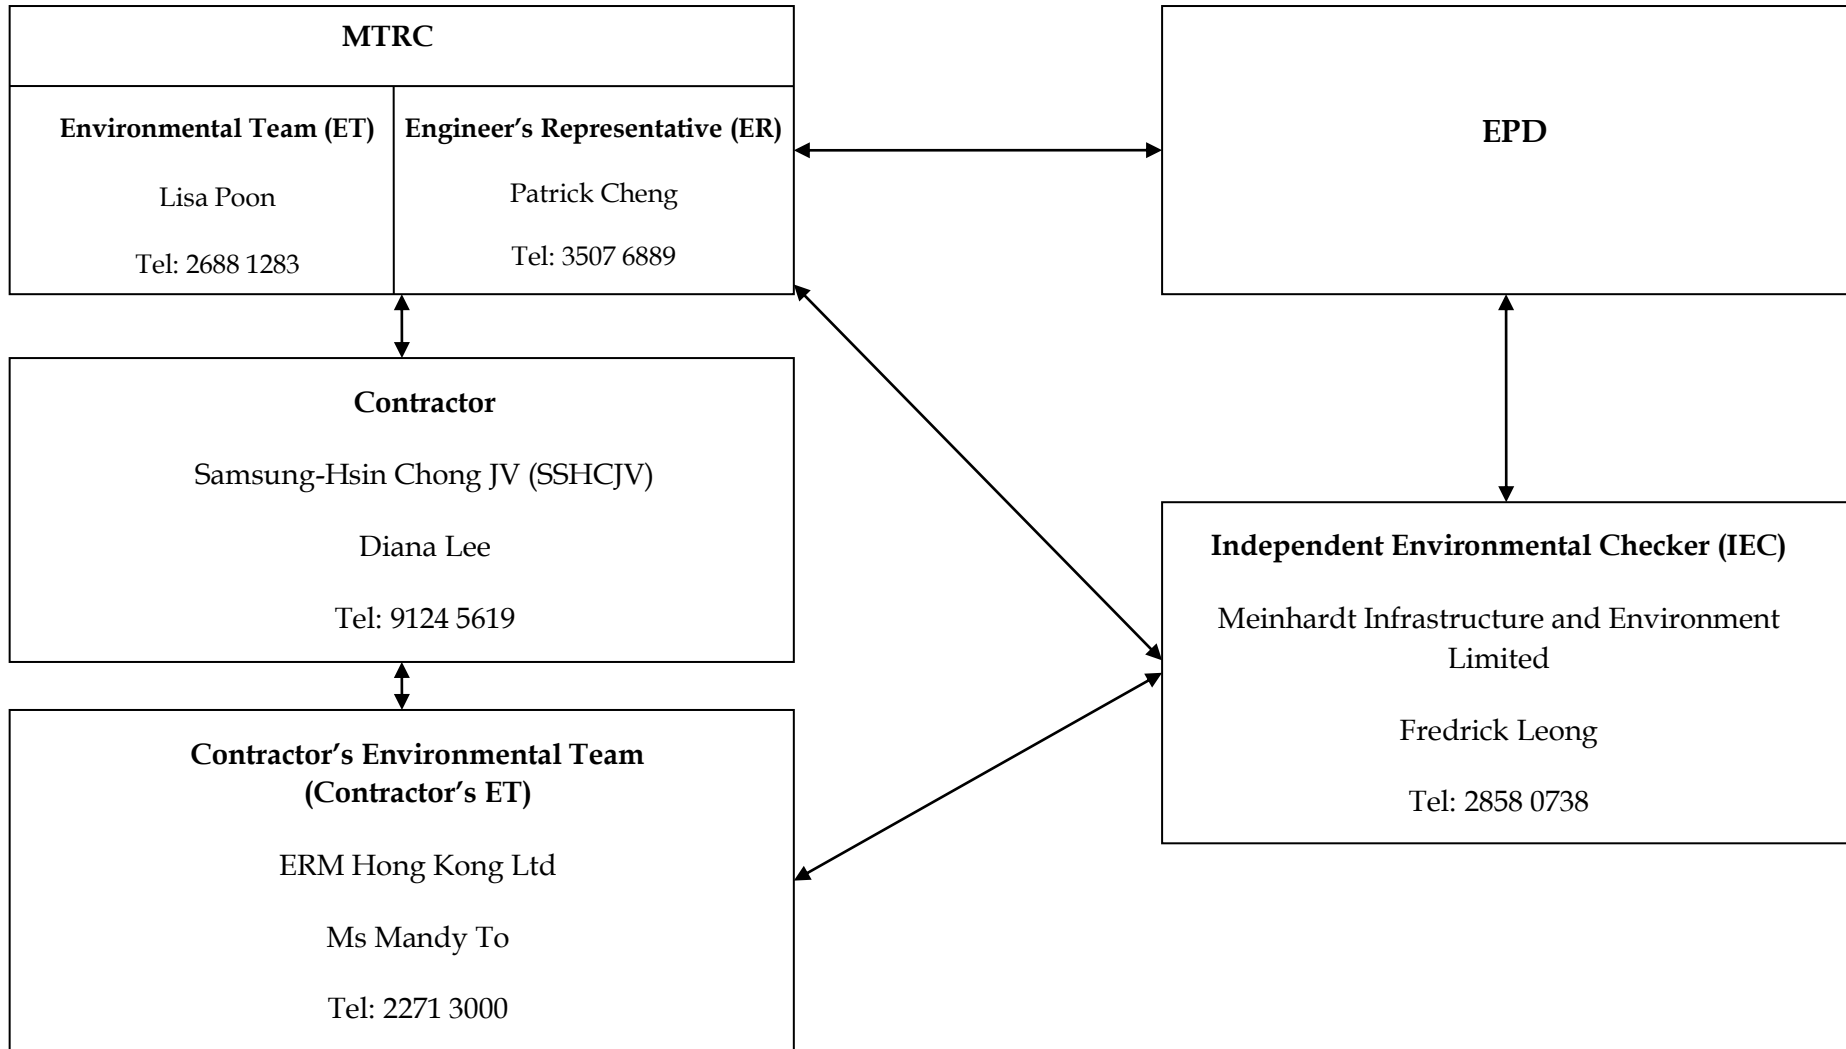 MTRC
Environmental Team (ET)
Lisa Poon
Tel: 2688 1283
Engineer’s Representative (ER)
Patrick Cheng
Tel: 3507 6889
EPD
Contractor
Samsung-Hsin Chong JV (SSHCJV)
Diana Lee
Tel: 9124 5619
Independent Environmental Checker (IEC)
Meinhardt Infrastructure and Environment
Limited
Fredrick Leong
Tel: 2858 0738
Contractor’s Environmental Team
(Contractor’s ET)
ERM Hong Kong Ltd
Ms Mandy To
Tel: 2271 3000